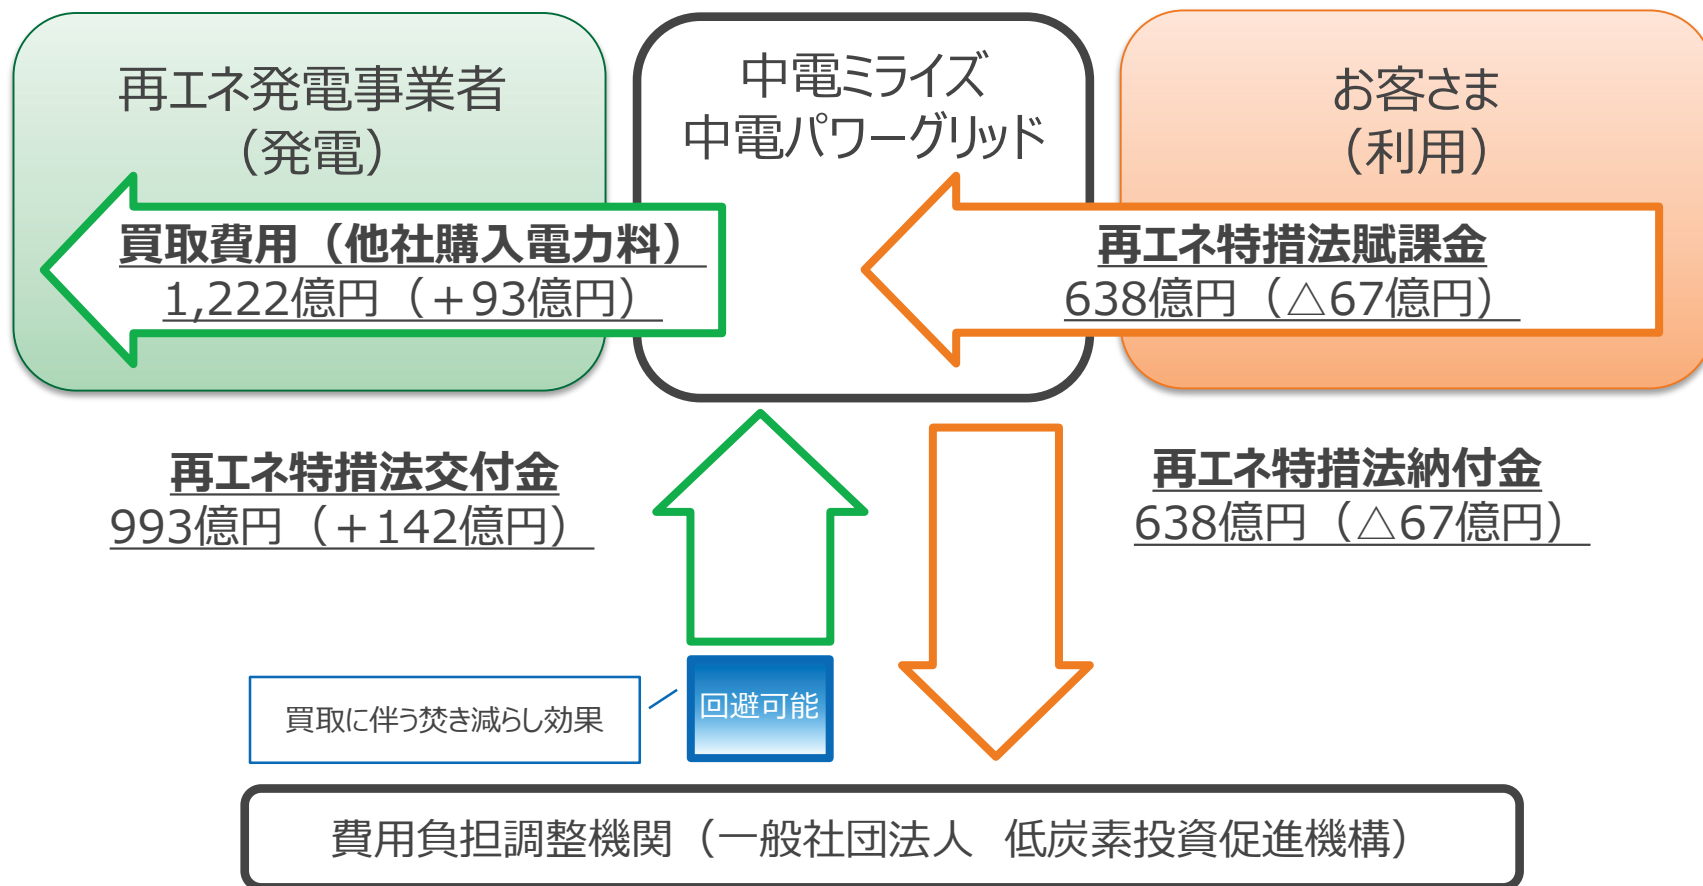 再エネ発電事業者
（発電）
中電ミライズ
中電パワーグリッド
お客さま
（利用）
買取費用（他社購入電力料）
1,222億円（＋93億円）
再エネ特措法賦課金
638億円（△67億円）
再エネ特措法交付金
993億円（＋142億円）
再エネ特措法納付金
638億円（△67億円）
買取に伴う焚き減らし効果
回避可能
費用負担調整機関（一般社団法人　低炭素投資促進機構）